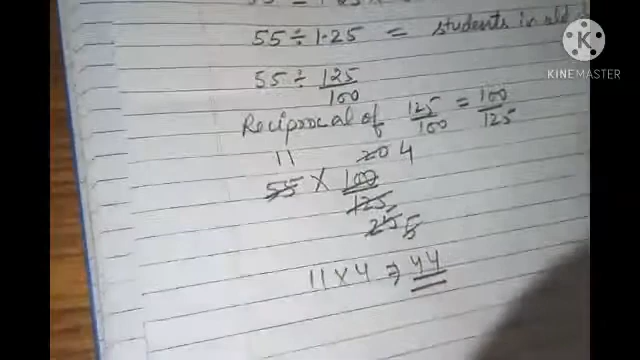 55 ÷ 1.25 = students in old
K
KINEMASTER
55 ÷ 125/100
Reciprocal of 125/100 = 100/125
11 20 4
55 X 100/125
25 5
11 x 4 ⇒ 44